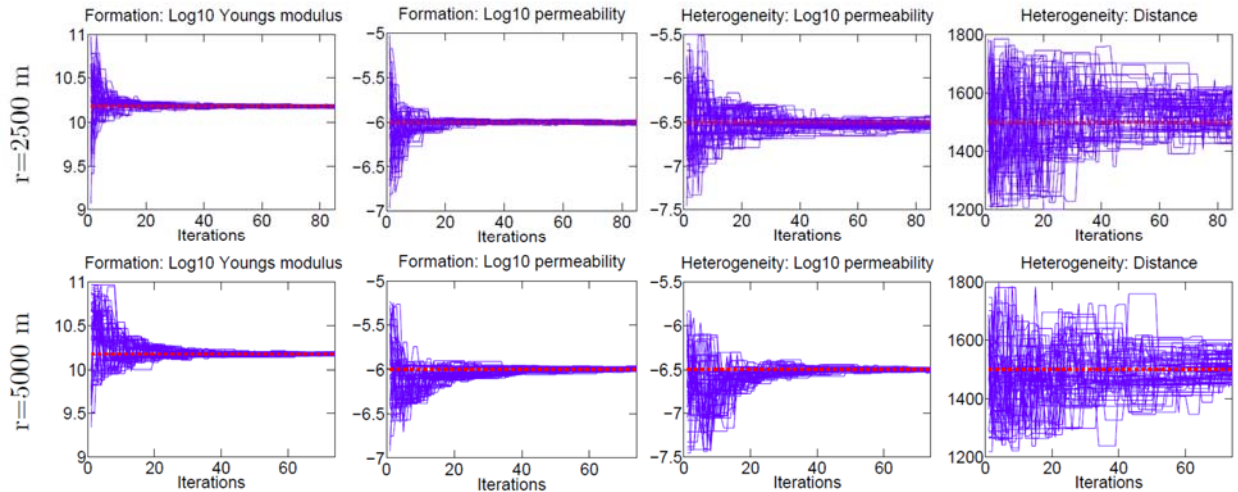 Formation: Log10 Youngs modulus
Formation: Log10 permeability
Heterogeneity: Log10 permeability
Heterogeneity: Distance
r=2500 m
11
10.5
10
9.5
9
0 20 40 60 80
Iterations
-5
-5.5
-6
-6.5
-7
0 20 40 60 80
Iterations
-5.5
-6
-6.5
-7
-7.5
0 20 40 60 80
Iterations
1800
1600
1400
1200
0 20 40 60 80
Iterations
Formation: Log10 Youngs modulus
Formation: Log10 permeability
Heterogeneity: Log10 permeability
Heterogeneity: Distance
r=5000 m
11
10.5
10
9.5
9
0 20 40 60
Iterations
-5
-5.5
-6
-6.5
-7
0 20 40 60
Iterations
-5.5
-6
-6.5
-7
-7.5
0 20 40 60
Iterations
1800
1600
1400
1200
0 20 40 60
Iterations